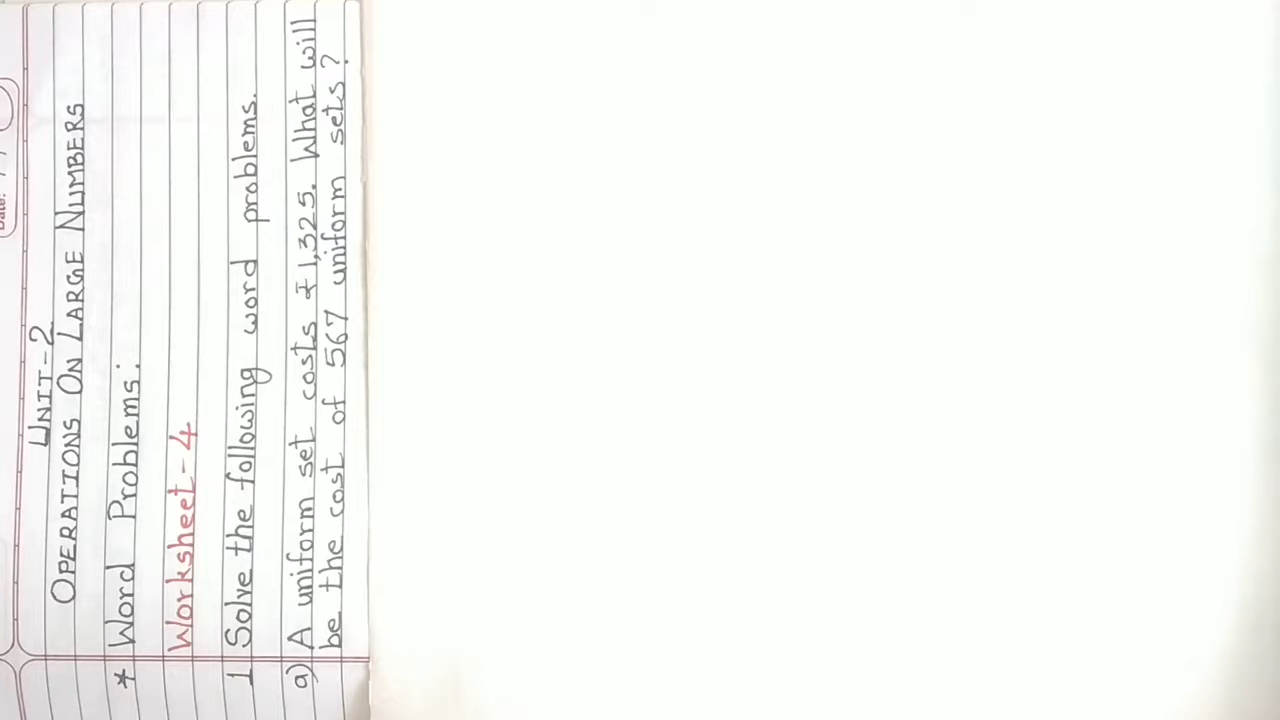 Date: / /
UNIT-2
OPERATIONS ON LARGE NUMBERS
* Word Problems:
Worksheet-4
1 Solve the following word problems.
a) A uniform set costs ₹1,325. What will
be the cost of 567 uniform sets?